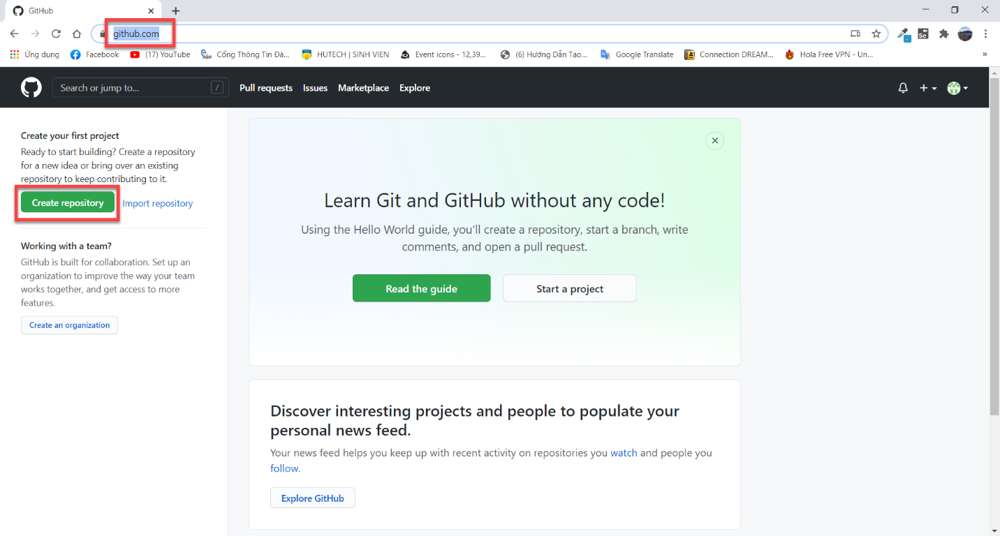 GitHub
github.com
Ứng dụng
Facebook
(17) YouTube
Cổng Thông Tin Đà...
HUTECH | SINH VIEN
Event icons - 12,39...
(6) Hướng Dẫn Tạo...
Google Translate
Connection DREAM...
Hola Free VPN - Un...
»
Search or jump to...
/
Pull requests
Issues
Marketplace
Explore
Create your first project
Ready to start building? Create a repository
for a new idea or bring over an existing
repository to keep contributing to it.
Create repository
Import repository
Working with a team?
GitHub is built for collaboration. Set up an
organization to improve the way your team
works together, and get access to more
features.
Create an organization
Learn Git and GitHub without any code!
Using the Hello World guide, you’ll create a repository, start a branch, write
comments, and open a pull request.
Read the guide
Start a project
Discover interesting projects and people to populate your
personal news feed.
Your news feed helps you keep up with recent activity on repositories you watch and people you
follow.
Explore GitHub
Se